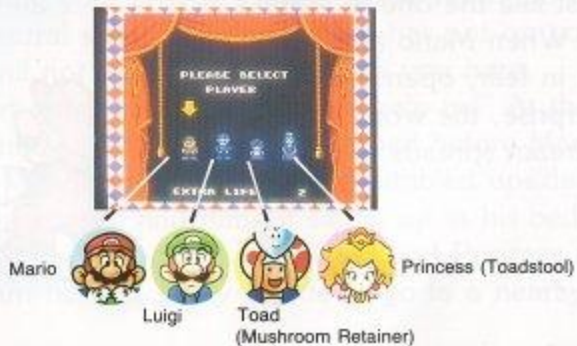 PLEASE SELECT
PLAYER
EXTRA LIFE 2
Mario
Luigi
Toad
(Mushroom Retainer)
Princess (Toadstool)